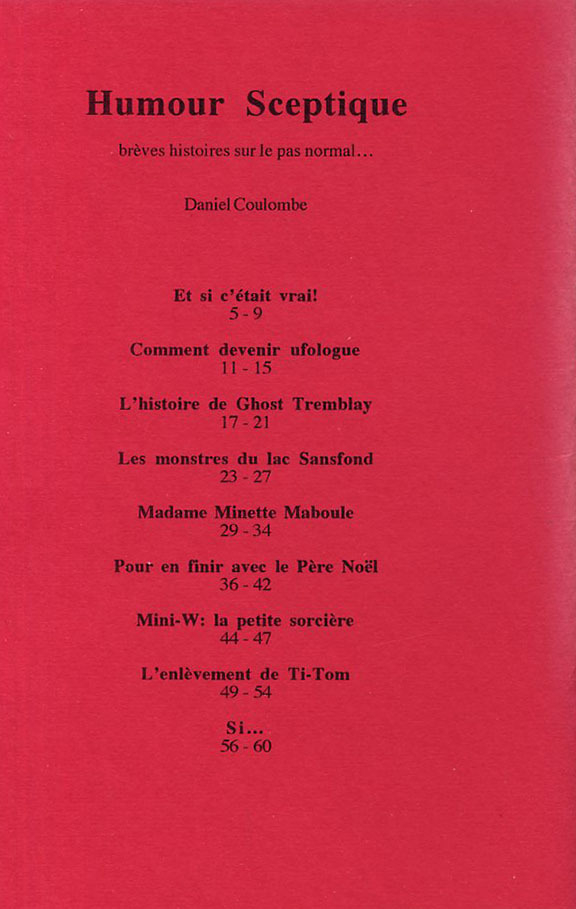 Humour Sceptique
brèves histoires sur le pas normal...
Daniel Coulombe
Et si c'était vrai!
5 - 9
Comment devenir ufologue
11 - 15
L'histoire de Ghost Tremblay
17 - 21
Les monstres du lac Sansfond
23 - 27
Madame Minette Maboule
29 - 34
Pour en finir avec le Père Noël
36 - 42
Mini-W: la petite sorcière
44 - 47
L'enlèvement de Ti-Tom
49 - 54
Si...
56 - 60